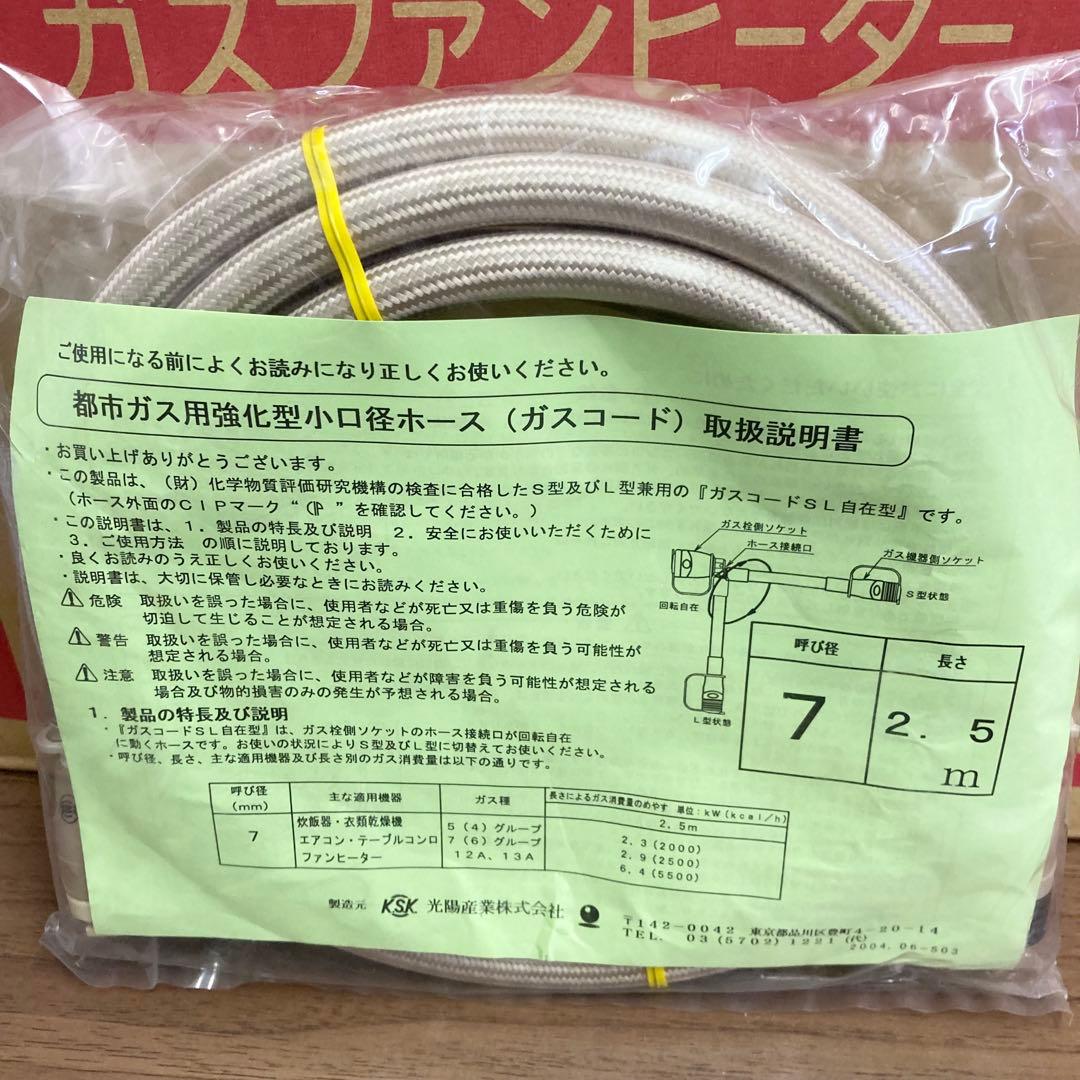 ガスファンヒーター
ご使用になる前によくお読みになり正しくお使いください。
都市ガス用強化型小口径ホース(ガスコード)取扱説明書
・お買い上げありがとうございます。
・この製品は、(財)化学物質評価研究機構の検査に合格したS型及びL型兼用の『ガスコードSL自在型』です。
(ホース外面のCIPマーク“ ”を確認してください。)
・この説明書は、1.製品の特長及び説明 2.安全にお使いいただくために
3.ご使用方法 の順に説明しております。
・良くお読みのうえ正しくお使いください。
・説明書は、大切に保管し必要なときにお読みください。
危険 取扱いを誤った場合に、使用者などが死亡又は重傷を負う危険が
切迫して生じることが想定される場合。
警告 取扱いを誤った場合に、使用者などが死亡又は重傷を負う可能性が
想定される場合。
注意 取扱いを誤った場合に、使用者などが障害を負う可能性が想定される
場合及び物的損害のみの発生が予想される場合。
ガス栓側ソケット
ホース接続口
ガス機器側ソケット
回転自在
S型状態
L型状態
呼び径 長さ
7 2.5
m
1.製品の特長及び説明
・『ガスコードSL自在型』は、ガス栓側ソケットのホース接続口が回転自在
に動くホースです。お使いの状況によりS型及びL型に切替えてお使いください。
・呼び径、長さ、主な適用機器及び長さ別のガス消費量は以下の通りです。
呼び径 主な適用機器 ガス種 長さによるガス消費量のめやす 単位:kW(kcal/h)
(mm) 2.5m
7 炊飯器・衣類乾燥機 5(4)グループ 2.3(2000)
エアコン・テーブルコンロ 7(6)グループ 2.9(2500)
ファンヒーター 12A、13A 6.4(5500)
製造元 KSK 光陽産業株式会社
〒142-0042 東京都品川区豊町4-20-14
TEL. 03(5702)1221(代)
2004.06-503